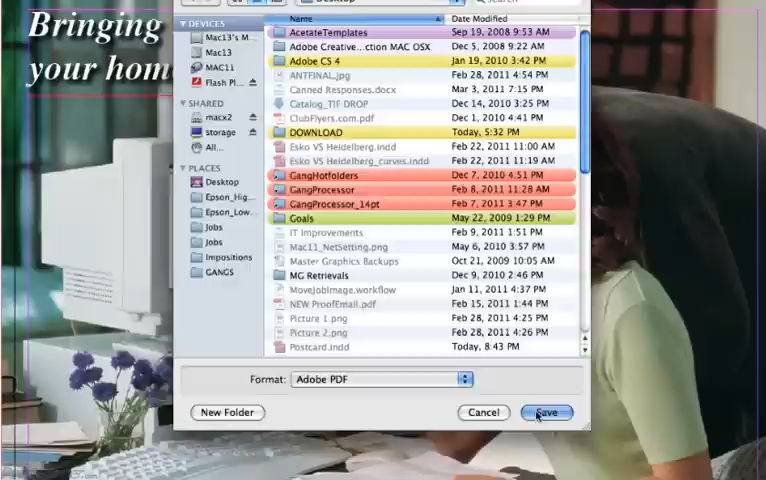 Bringing
your hom
Desktop
search
Name
Date Modified
DEVICES
Mac13's M...
Mac13
MAC11
Flash Pl...
SHARED
macx2
storage
All...
PLACES
Desktop
Epson_Hig...
Epson_Low...
Jobs
Jobs
Impositions
GANGS
AcetateTemplates Sep 19, 2008 9:53 AM
Adobe Creative...ction MAC OSX Dec 5, 2008 9:22 AM
Adobe CS 4 Jan 19, 2010 3:42 PM
ANTFINAL.jpg Feb 28, 2011 4:54 PM
Canned Responses.docx Mar 3, 2011 7:15 PM
Catalog_TIF DROP Dec 14, 2010 3:25 PM
ClubFlyers.com.pdf Dec 1, 2010 4:41 PM
DOWNLOAD Today, 5:32 PM
Esko VS Heidelberg.indd Feb 22, 2011 11:00 AM
Esko VS Heidelberg_curves.indd Feb 22, 2011 11:19 AM
GangHotfolders Dec 7, 2010 4:51 PM
GangProcessor Feb 8, 2011 11:28 AM
GangProcessor_14pt Feb 7, 2011 3:47 PM
Goals May 22, 2009 1:29 PM
IT Improvements Feb 9, 2011 1:51 PM
Mac11_NetSetting.png May 6, 2010 3:57 PM
Master Graphics Backups Oct 21, 2009 10:05 AM
MG Retrievals Dec 9, 2010 2:46 PM
MoveJobImage.workflow Jan 11, 2011 4:37 PM
NEW ProofEmail.pdf Feb 15, 2011 1:44 PM
Picture 1.png Feb 28, 2011 4:25 PM
Picture 2.png Feb 28, 2011 4:26 PM
Postcard.indd Today, 8:43 PM
Format: Adobe PDF
New Folder
Cancel
Save